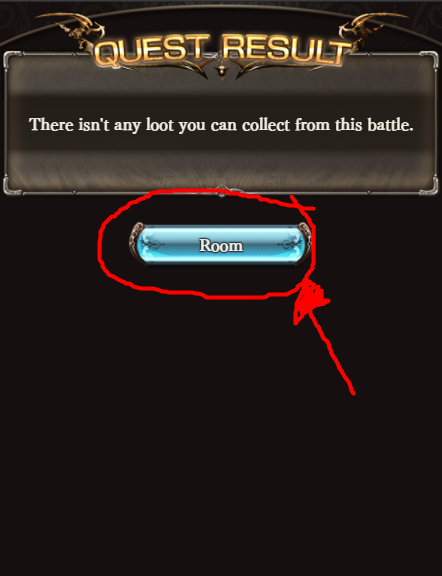 QUEST RESULT
There isn't any loot you can collect from this battle.
Room